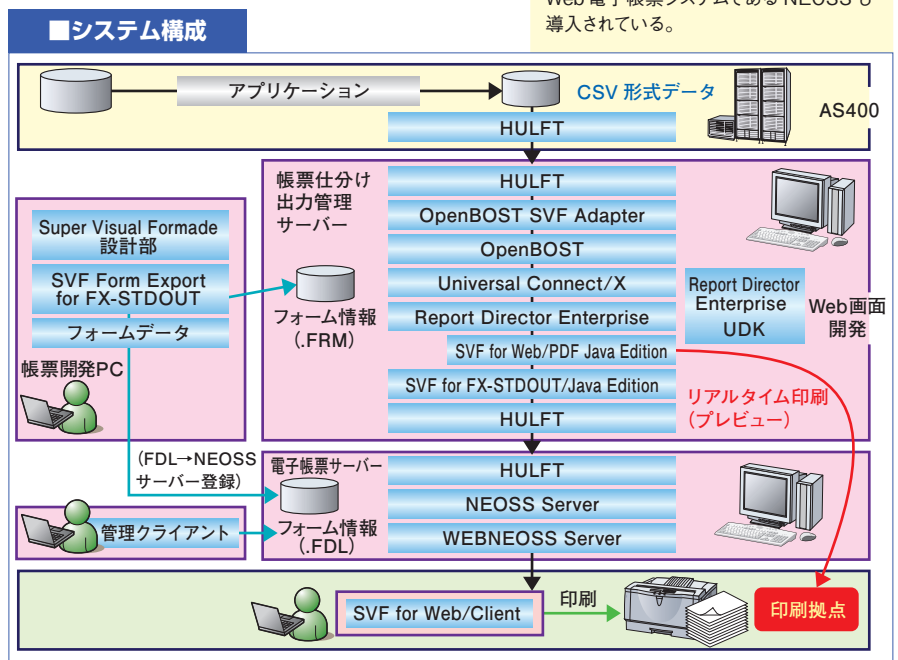 Web 電子帳票システムである NEOSS も
導入されている。
■システム構成
アプリケーション
CSV 形式データ
AS400
HULFT
帳票仕分け
出力管理
サーバー
HULFT
OpenBOST SVF Adapter
OpenBOST
Universal Connect/X
Report Director Enterprise
SVF for Web/PDF Java Edition
SVF for FX-STDOUT/Java Edition
HULFT
Super Visual Formade
設計部
SVF Form Export
for FX-STDOUT
フォームデータ
帳票開発PC
フォーム情報
(.FRM)
Report Director
Enterprise
UDK
Web画面
開発
リアルタイム印刷
(プレビュー)
(FDL→NEOSS
サーバー登録)
電子帳票サーバー
フォーム情報
(.FDL)
HULFT
NEOSS Server
WEBNEOSS Server
管理クライアント
SVF for Web/Client
印刷
印刷拠点